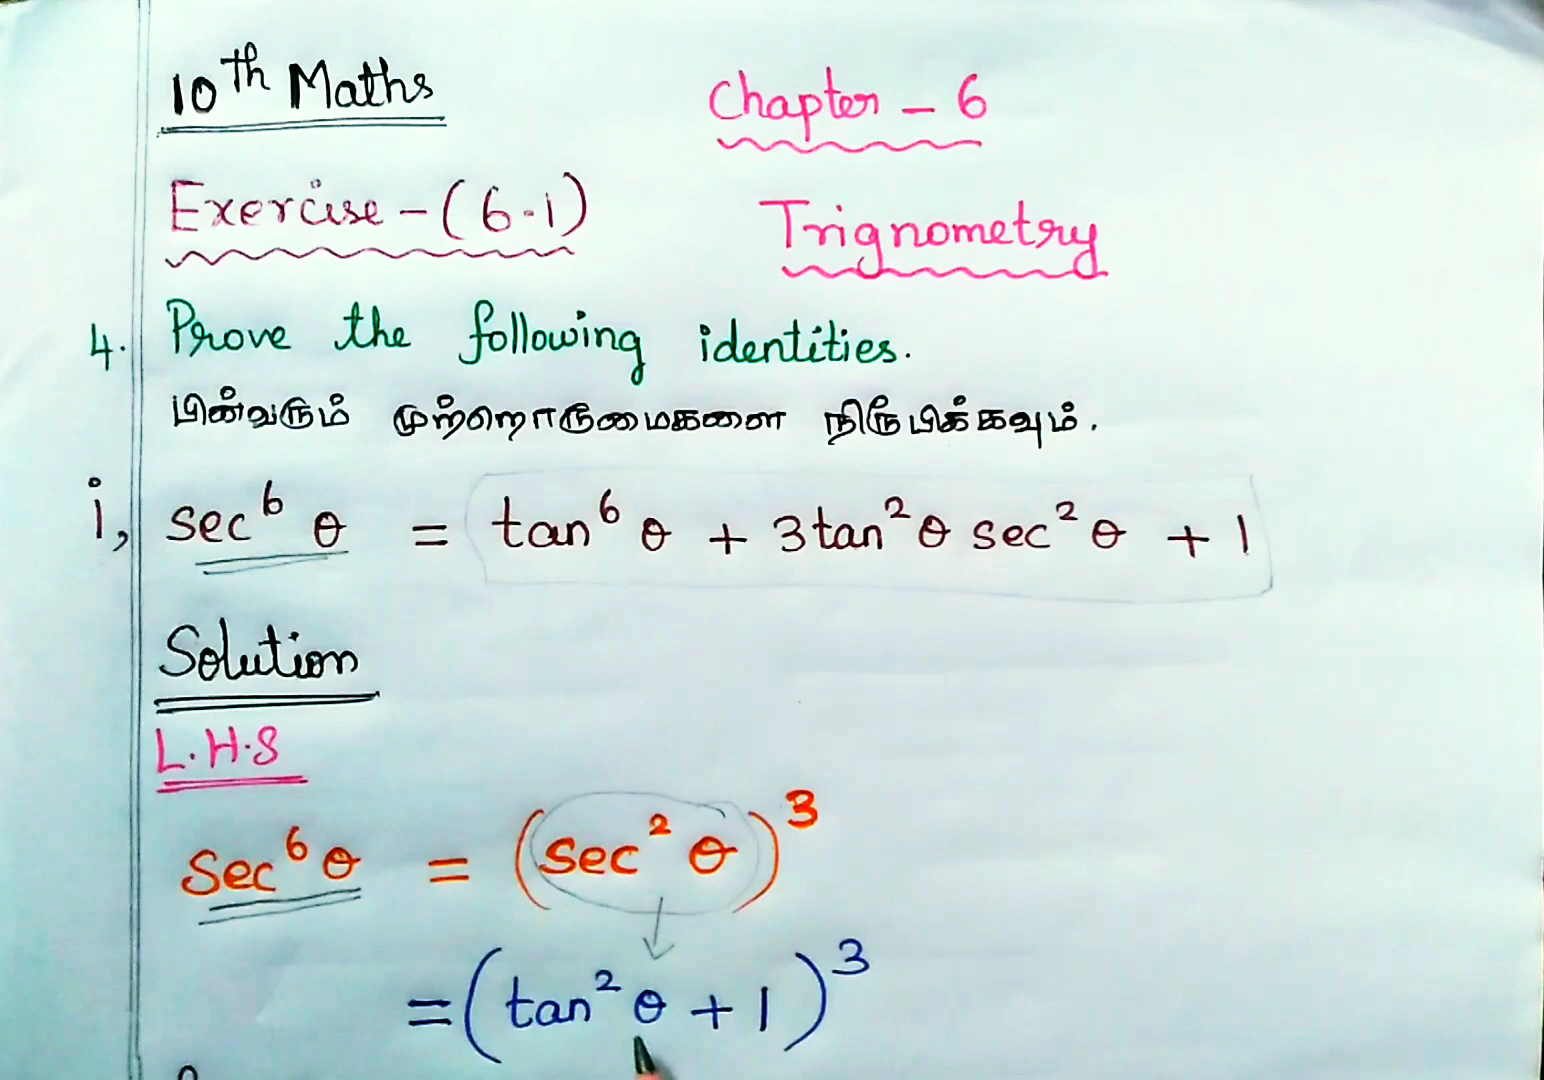 10th Maths
Chapter - 6
Exercise - (6.1)
Trignometry
4. Prove the following identities.
பின்வரும் முற்றொருமைகளை நிரூபிக்கவும்.
i, sec⁶ θ = tan⁶ θ + 3tan² θ sec² θ + 1
Solution
L.H.S
Sec⁶ θ = (sec² θ)³
= (tan² θ + 1)³